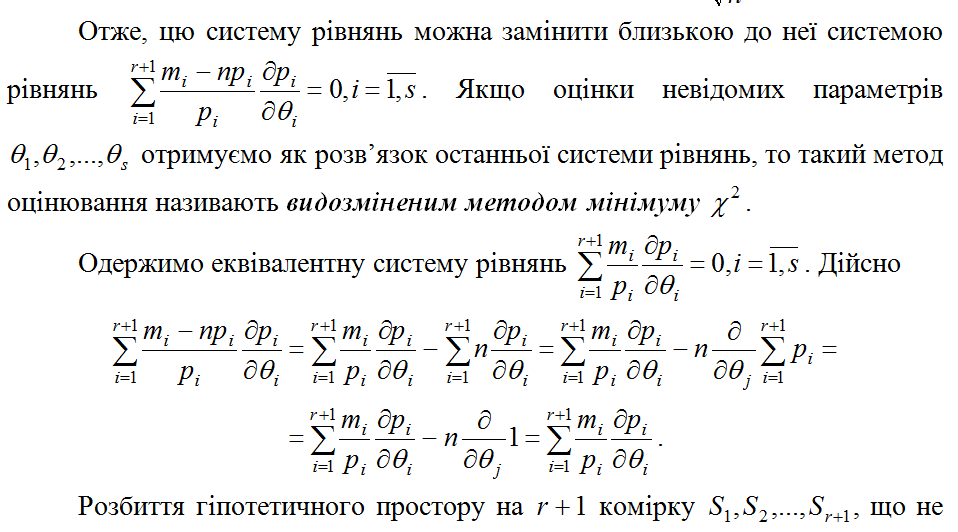 Отже, цю систему рівнянь можна замінити близькою до неї системою
рівнянь $\sum_{i=1}^{r+1} \frac{m_i - np_i}{p_i} \frac{\partial p_i}{\partial \theta_i} = 0, i = \overline{1, s}$. Якщо оцінки невідомих параметрів
$\theta_1, \theta_2, ..., \theta_s$ отримуємо як розв’язок останньої системи рівнянь, то такий метод
оцінювання називають видозміненим методом мінімуму $\chi^2$.
Одержимо еквівалентну систему рівнянь $\sum_{i=1}^{r+1} \frac{m_i}{p_i} \frac{\partial p_i}{\partial \theta_i} = 0, i = \overline{1, s}$. Дійсно
$\sum_{i=1}^{r+1} \frac{m_i - np_i}{p_i} \frac{\partial p_i}{\partial \theta_i} = \sum_{i=1}^{r+1} \frac{m_i}{p_i} \frac{\partial p_i}{\partial \theta_i} - \sum_{i=1}^{r+1} n \frac{\partial p_i}{\partial \theta_i} = \sum_{i=1}^{r+1} \frac{m_i}{p_i} \frac{\partial p_i}{\partial \theta_i} - n \frac{\partial}{\partial \theta_j} \sum_{i=1}^{r+1} p_i =$
$= \sum_{i=1}^{r+1} \frac{m_i}{p_i} \frac{\partial p_i}{\partial \theta_i} - n \frac{\partial}{\partial \theta_j} 1 = \sum_{i=1}^{r+1} \frac{m_i}{p_i} \frac{\partial p_i}{\partial \theta_i}.$
Розбиття гіпотетичного простору на $r + 1$ комірку $S_1, S_2, ..., S_{r+1}$, що не